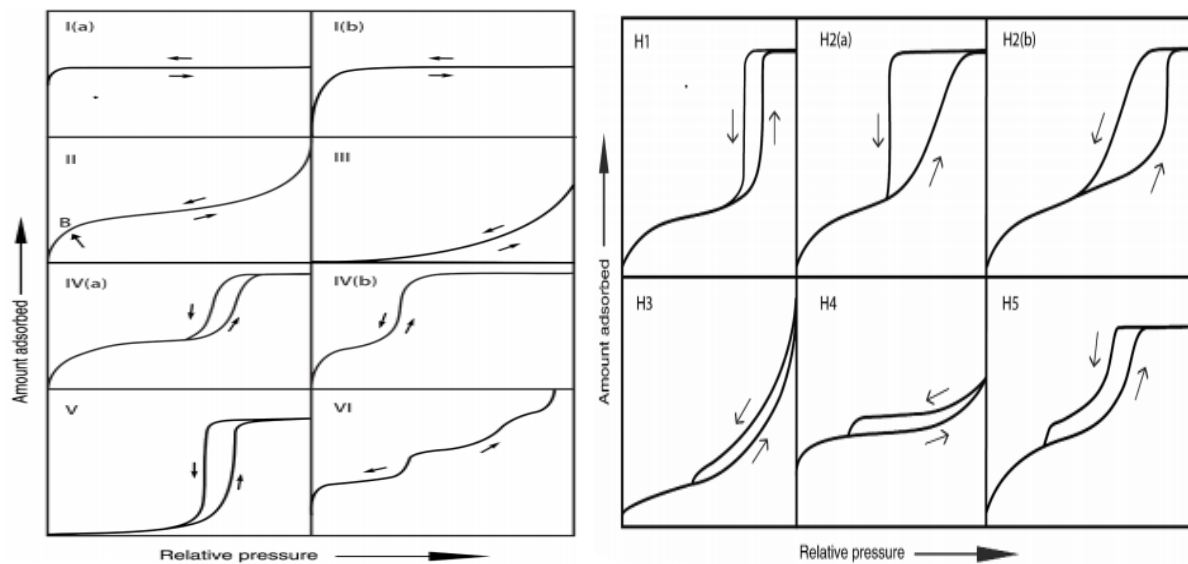 I(a)
I(b)
II
B
III
IV(a)
IV(b)
V
VI
Amount adsorbed
Relative pressure
H1
H2(a)
H2(b)
H3
H4
H5
Amount adsorbed
Relative pressure